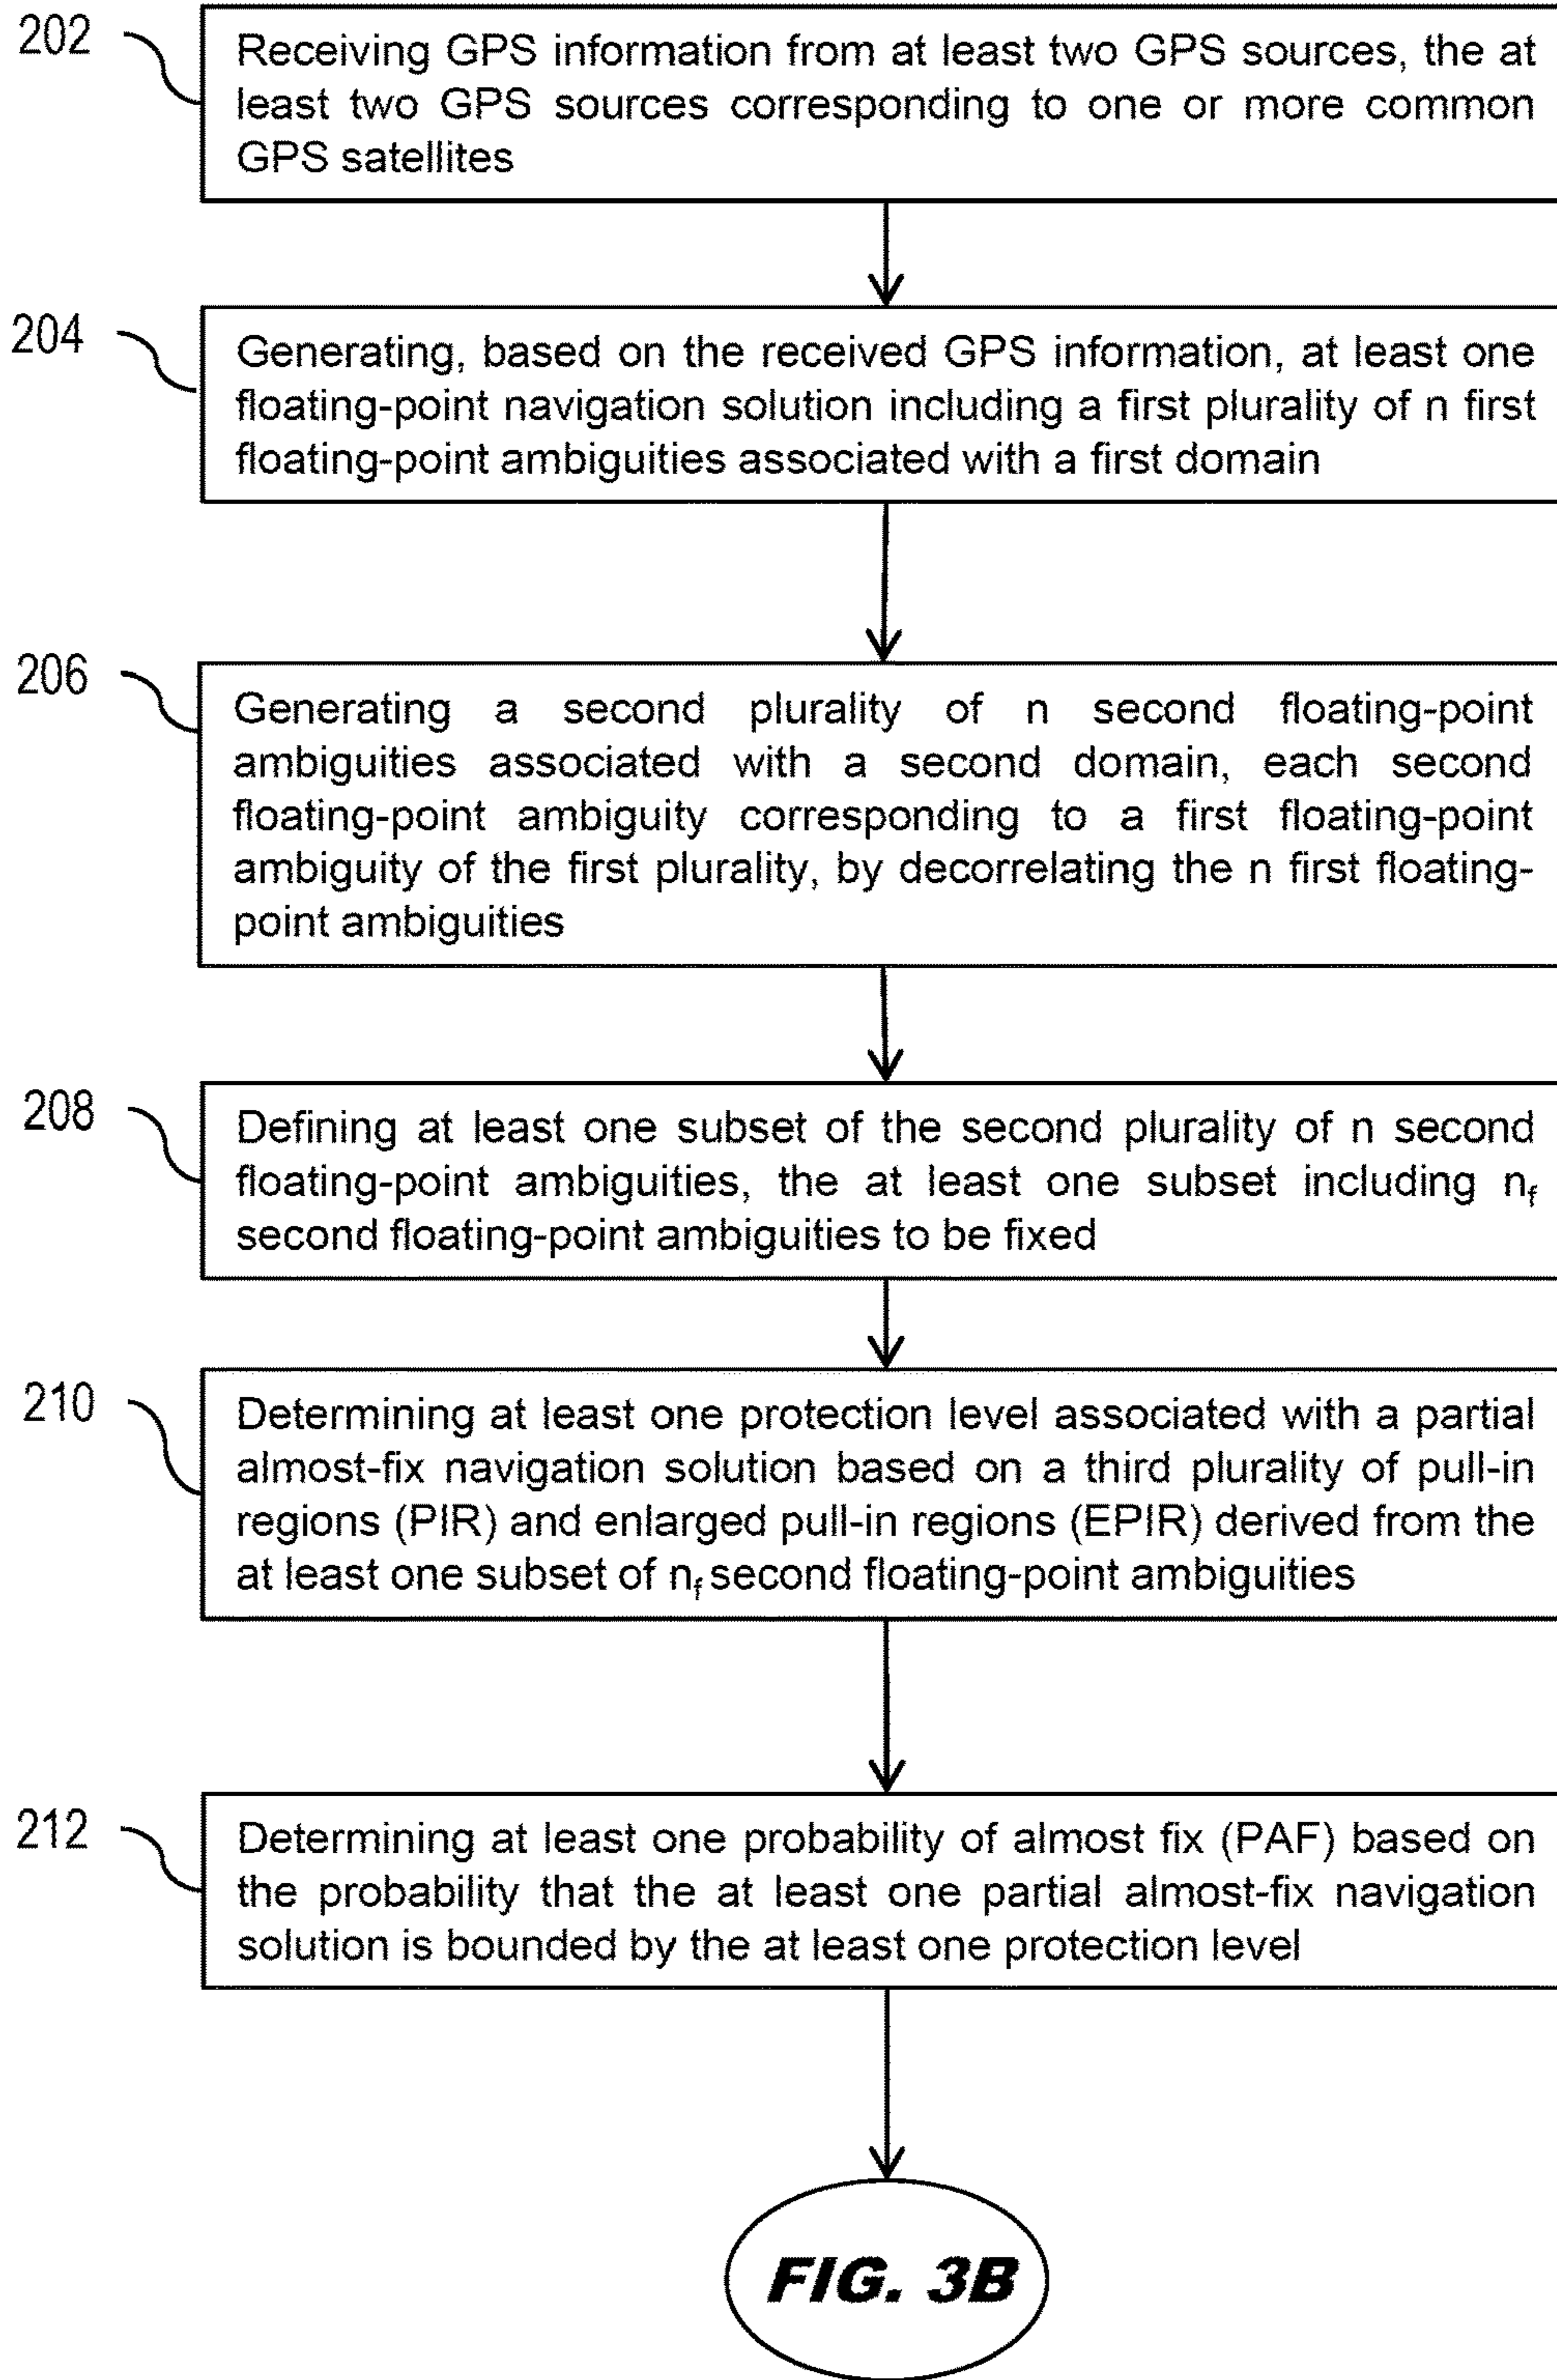 202
Receiving GPS information from at least two GPS sources, the at
least two GPS sources corresponding to one or more common
GPS satellites
204
Generating, based on the received GPS information, at least one
floating-point navigation solution including a first plurality of n first
floating-point ambiguities associated with a first domain
206
Generating a second plurality of n second floating-point
ambiguities associated with a second domain, each second
floating-point ambiguity corresponding to a first floating-point
ambiguity of the first plurality, by decorrelating the n first floating-
point ambiguities
208
Defining at least one subset of the second plurality of n second
floating-point ambiguities, the at least one subset including nf
second floating-point ambiguities to be fixed
210
Determining at least one protection level associated with a partial
almost-fix navigation solution based on a third plurality of pull-in
regions (PIR) and enlarged pull-in regions (EPIR) derived from the
at least one subset of nf second floating-point ambiguities
212
Determining at least one probability of almost fix (PAF) based on
the probability that the at least one partial almost-fix navigation
solution is bounded by the at least one protection level
FIG. 3B